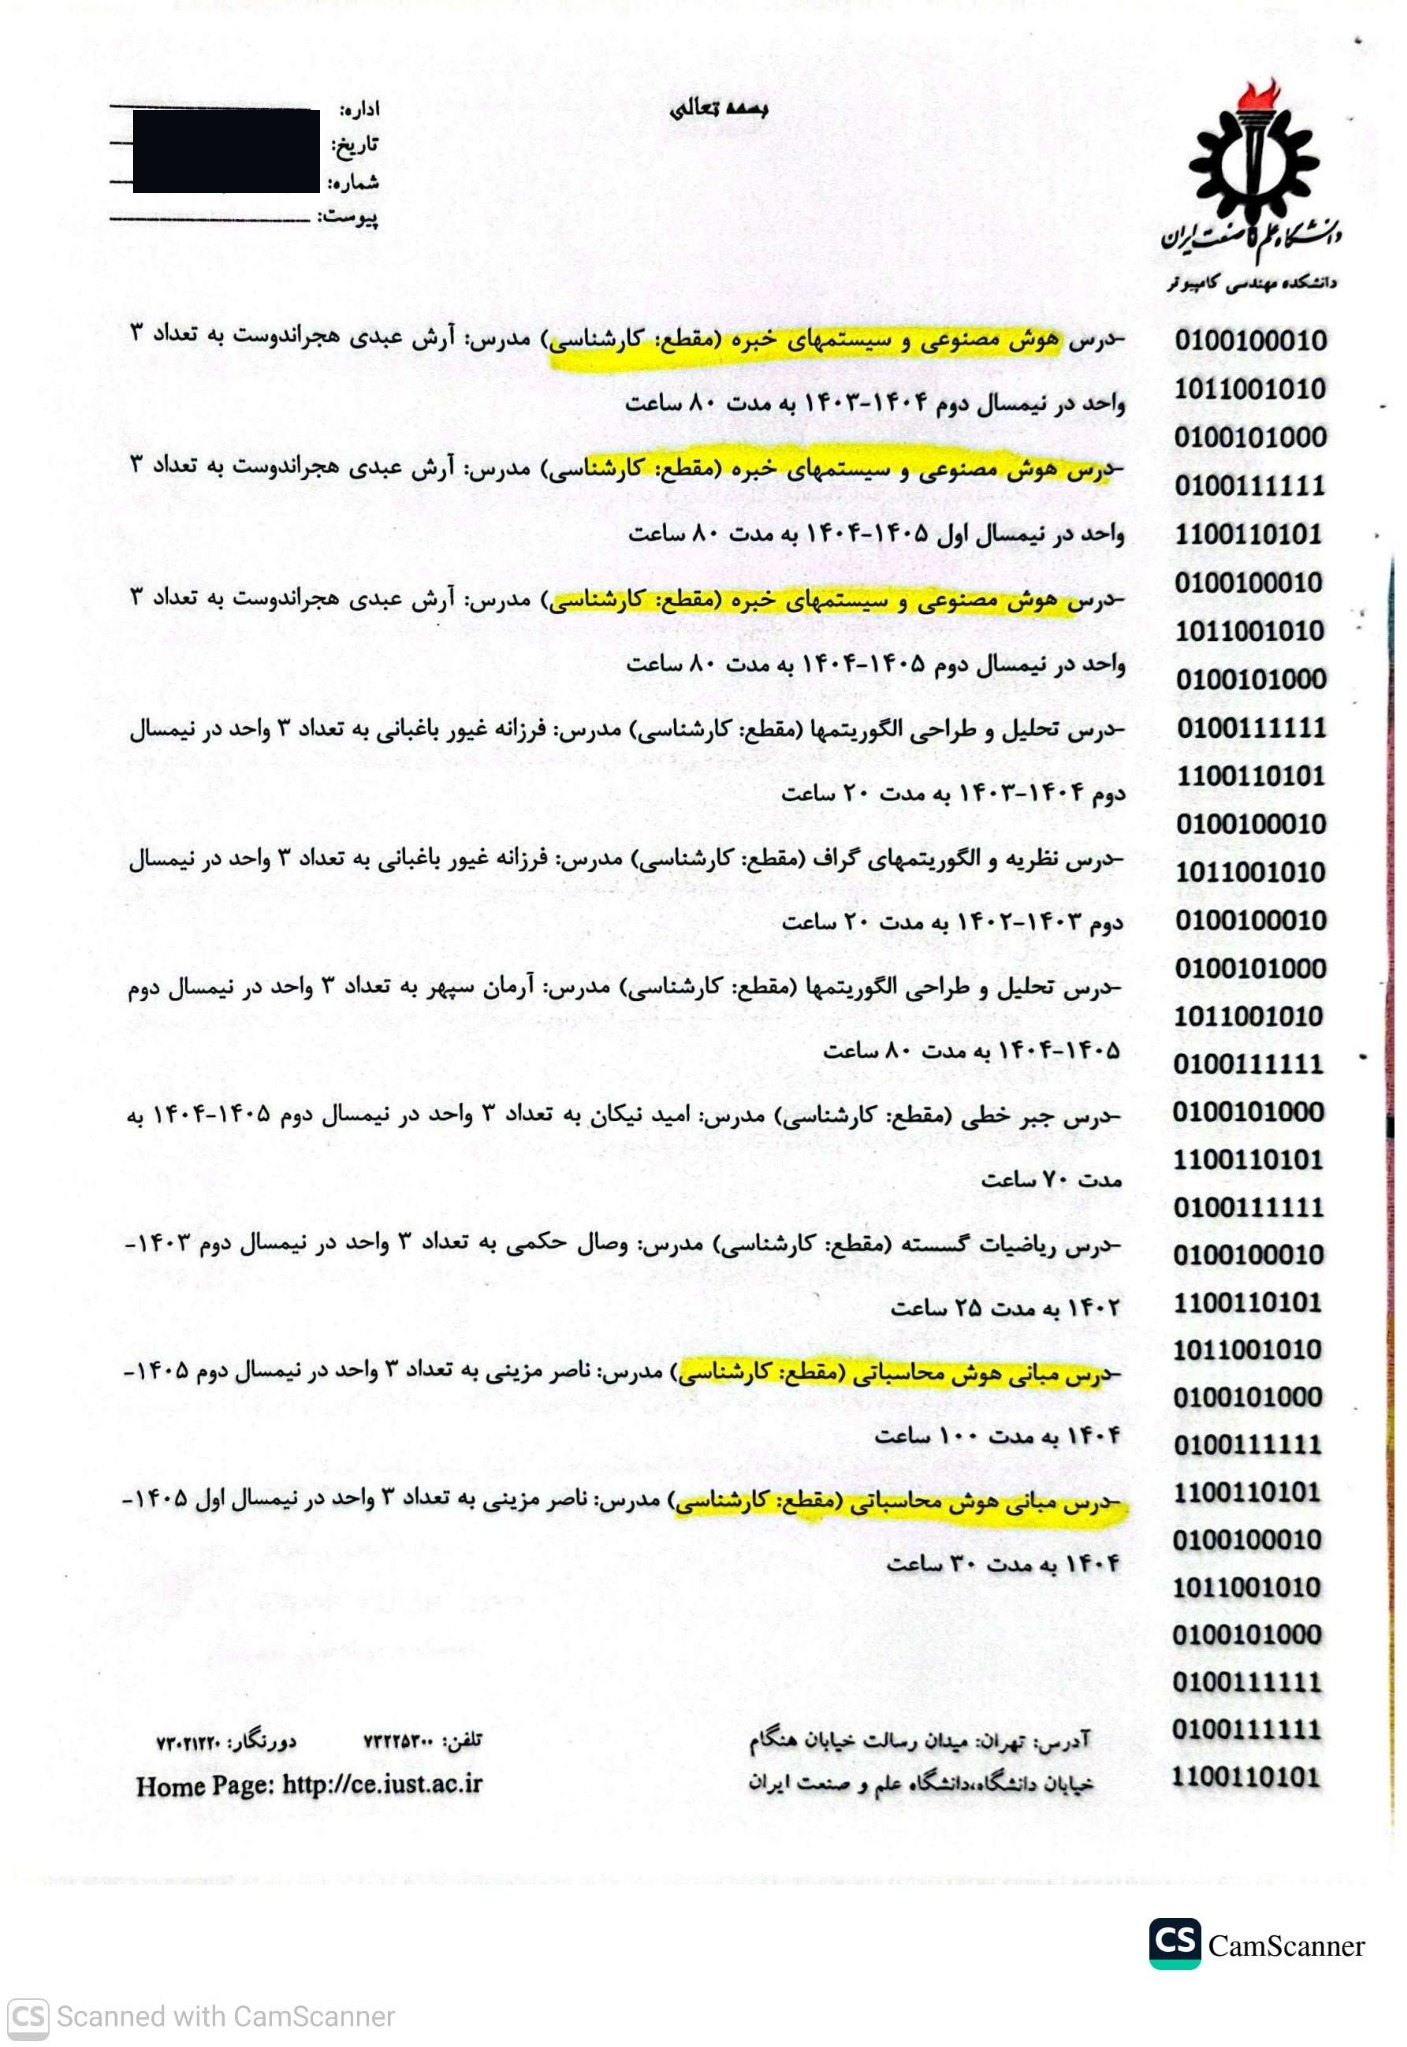 بسمه تعالی
اداره:
تاریخ:
شماره:
پیوست:
دانشگاه علم و صنعت ایران
دانشکده مهندسی کامپیوتر
-درس هوش مصنوعی و سیستمهای خبره (مقطع: کارشناسی) مدرس: آرش عبدی هجراندوست به تعداد ۳
واحد در نیمسال دوم ۱۴۰۴-۱۴۰۳ به مدت ۸۰ ساعت
-درس هوش مصنوعی و سیستمهای خبره (مقطع: کارشناسی) مدرس: آرش عبدی هجراندوست به تعداد ۳
واحد در نیمسال اول ۱۴۰۵-۱۴۰۴ به مدت ۸۰ ساعت
-درس هوش مصنوعی و سیستمهای خبره (مقطع: کارشناسی) مدرس: آرش عبدی هجراندوست به تعداد ۳
واحد در نیمسال دوم ۱۴۰۵-۱۴۰۴ به مدت ۸۰ ساعت
-درس تحلیل و طراحی الگوریتمها (مقطع: کارشناسی) مدرس: فرزانه غیور باغبانی به تعداد ۳ واحد در نیمسال
دوم ۱۴۰۴-۱۴۰۳ به مدت ۲۰ ساعت
-درس نظریه و الگوریتمهای گراف (مقطع: کارشناسی) مدرس: فرزانه غیور باغبانی به تعداد ۳ واحد در نیمسال
دوم ۱۴۰۳-۱۴۰۲ به مدت ۲۰ ساعت
-درس تحلیل و طراحی الگوریتمها (مقطع: کارشناسی) مدرس: آرمان سپهر به تعداد ۳ واحد در نیمسال دوم
۱۴۰۵-۱۴۰۴ به مدت ۸۰ ساعت
-درس جبر خطی (مقطع: کارشناسی) مدرس: امید نیکان به تعداد ۳ واحد در نیمسال دوم ۱۴۰۵-۱۴۰۴ به
مدت ۷۰ ساعت
-درس ریاضیات گسسته (مقطع: کارشناسی) مدرس: وصال حکمی به تعداد ۳ واحد در نیمسال دوم ۱۴۰۳-
۱۴۰۲ به مدت ۲۵ ساعت
-درس مبانی هوش محاسباتی (مقطع: کارشناسی) مدرس: ناصر مزینی به تعداد ۳ واحد در نیمسال دوم ۱۴۰۵-
۱۴۰۴ به مدت ۱۰۰ ساعت
-درس مبانی هوش محاسباتی (مقطع: کارشناسی) مدرس: ناصر مزینی به تعداد ۳ واحد در نیمسال اول ۱۴۰۵-
۱۴۰۴ به مدت ۳۰ ساعت
0100100010
1011001010
0100101000
0100111111
1100110101
0100100010
1011001010
0100101000
0100111111
1100110101
0100100010
1011001010
0100100010
0100101000
1011001010
0100111111
0100101000
1100110101
0100111111
0100100010
1100110101
1011001010
0100101000
0100111111
1100110101
0100100010
1011001010
0100101000
0100111111
0100111111
1100110101
آدرس: تهران: میدان رسالت خیابان هنگام
خیابان دانشگاه،دانشگاه علم و صنعت ایران
تلفن: ۷۳۲۲۵۳۰۰ دورنگار: ۷۳۰۲۱۲۲۰
Home Page: http://ce.iust.ac.ir
CS CamScanner
CS Scanned with CamScanner